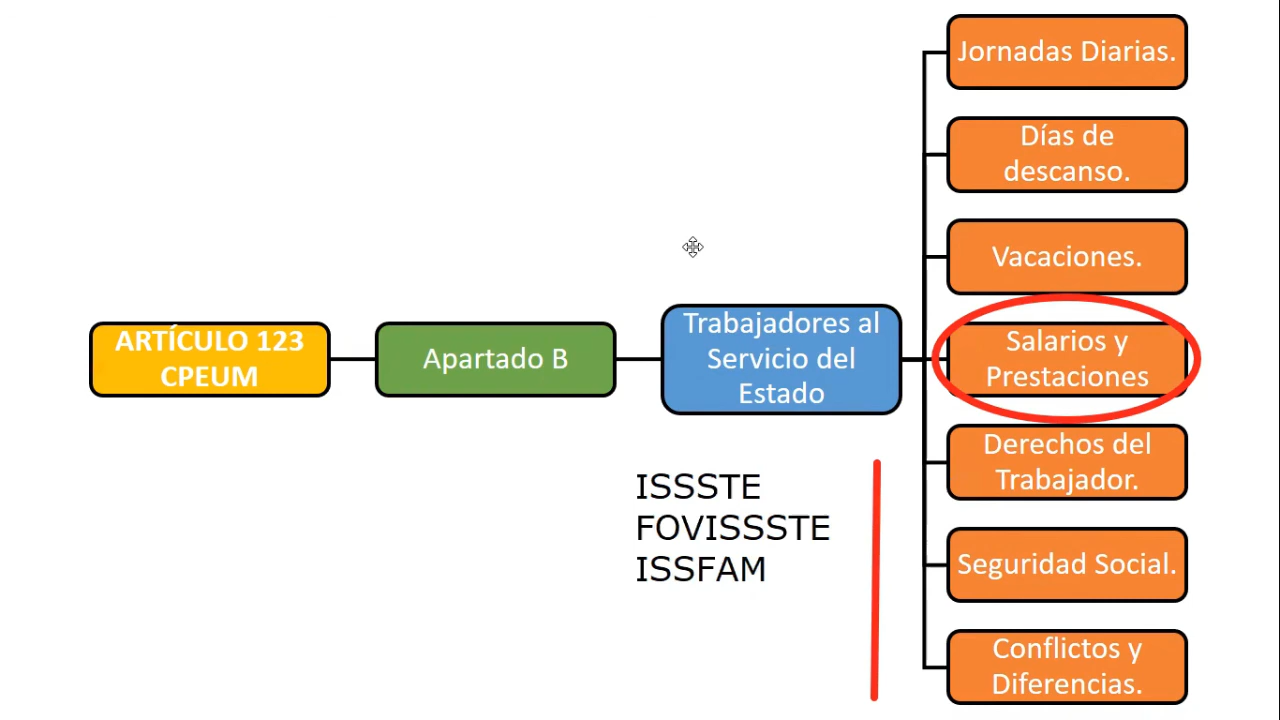 Jornadas Diarias.
Días de
descanso.
Vacaciones.
ARTÍCULO 123
CPEUM
Apartado B
Trabajadores al
Servicio del
Estado
Salarios y
Prestaciones
Derechos del
Trabajador.
ISSSTE
FOVISSSTE
ISSFAM
Seguridad Social.
Conflictos y
Diferencias.